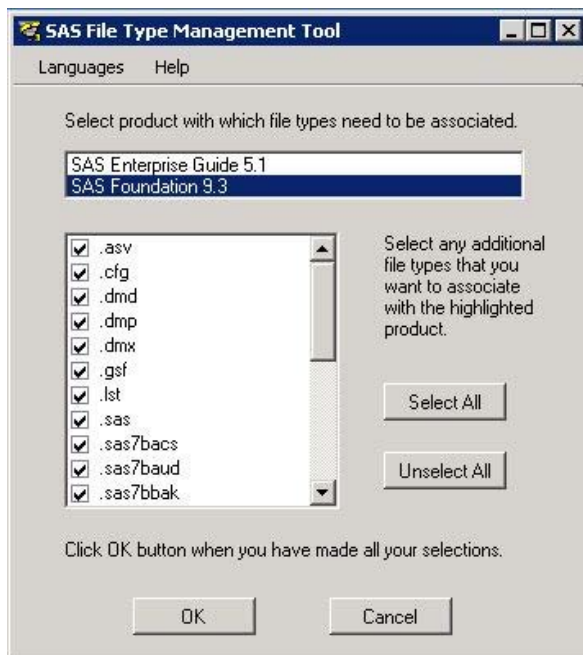 SAS File Type Management Tool
Languages Help
Select product with which file types need to be associated.
SAS Enterprise Guide 5.1
SAS Foundation 9.3
.asv
.cfg
.dmd
.dmp
.dmx
.gsf
.lst
.sas
.sas7bacs
.sas7baud
.sas7bbak
Select any additional
file types that you
want to associate
with the highlighted
product.
Select All
Unselect All
Click OK button when you have made all your selections.
OK Cancel